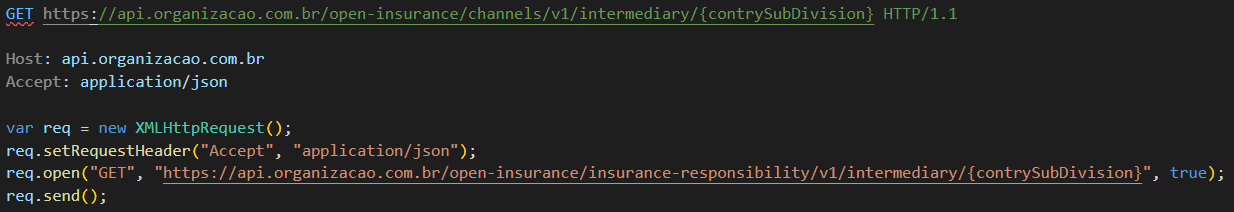 GET https://api.organizacao.com.br/open-insurance/channels/v1/intermediary/{contrySubDivision} HTTP/1.1
Host: api.organizacao.com.br
Accept: application/json
var req = new XMLHttpRequest();
req.setRequestHeader("Accept", "application/json");
req.open("GET", "https://api.organizacao.com.br/open-insurance/insurance-responsibility/v1/intermediary/{contrySubDivision}", true);
req.send();